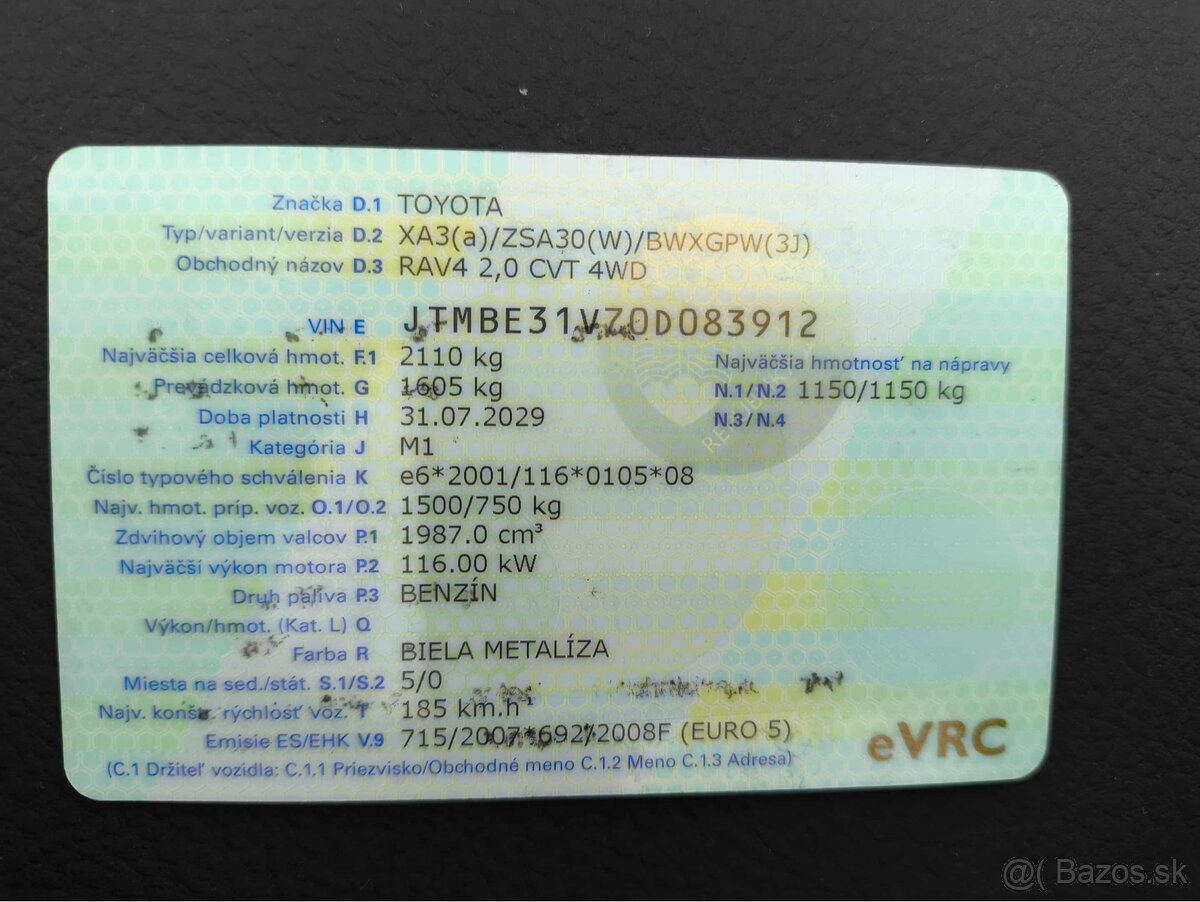 Značka D.1 TOYOTA
Typ/variant/verzia D.2 XA3(a)/ZSA30(W)/BWXGPW(3J)
Obchodný názov D.3 RAV4 2,0 CVT 4WD
VIN E JTMBE31VZ0D083912
Najväčšia celková hmot. F.1 2110 kg
Najväčšia hmotnosť na nápravy
Prevádzková hmot. G 1605 kg
N.1/N.2 1150/1150 kg
Doba platnosti H 31.07.2029
N.3/N.4
Kategória J M1
Číslo typového schválenia K e6*2001/116*0105*08
Najv. hmot. príp. voz. O.1/O.2 1500/750 kg
Zdvihový objem valcov P.1 1987.0 cm³
Najväčší výkon motora P.2 116.00 kW
Druh paliva P.3 BENZÍN
Výkon/hmot. (Kat. L) Q
Farba R BIELA METALÍZA
Miesta na sed./stát. S.1/S.2 5/0
Najv. konštr. rýchlosť voz. T 185 km.h⁻¹
Emisie ES/EHK V.9 715/2007*692/2008F (EURO 5)
(C.1 Držiteľ vozidla: C.1.1 Priezvisko/Obchodné meno C.1.2 Meno C.1.3 Adresa)
eVRC
@( Bazos.sk